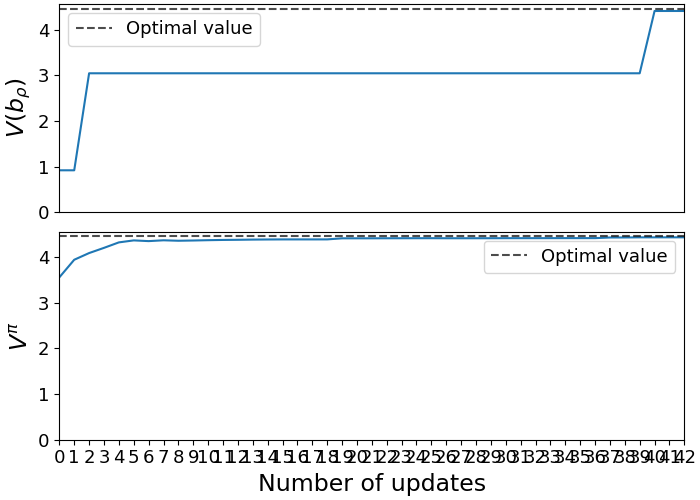 4
3
2
1
0
V(b_ρ)
Optimal value
4
3
2
1
0
V^π
Optimal value
0 1 2 3 4 5 6 7 8 9 10 11 12 13 14 15 16 17 18 19 20 21 22 23 24 25 26 27 28 29 30 31 32 33 34 35 36 37 38 39 40 41 42
Number of updates